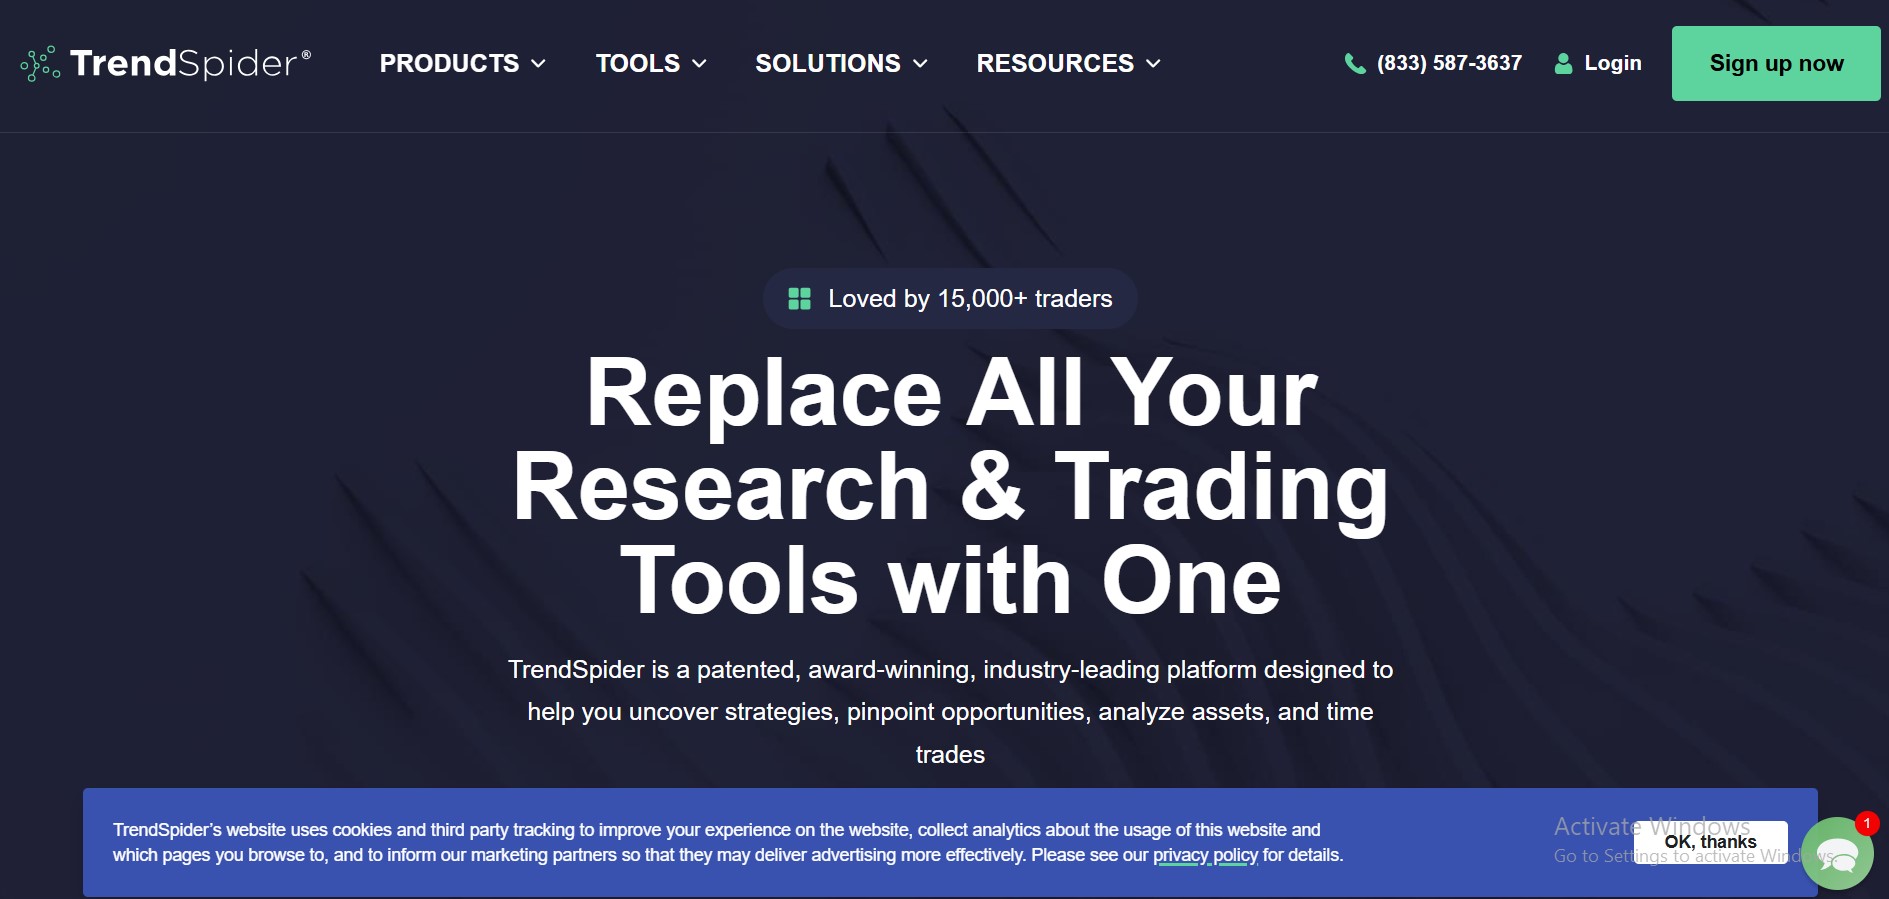 TrendSpider®
PRODUCTS
TOOLS
SOLUTIONS
RESOURCES
(833) 587-3637
Login
Sign up now
Loved by 15,000+ traders
Replace All Your
Research & Trading
Tools with One
TrendSpider is a patented, award-winning, industry-leading platform designed to
help you uncover strategies, pinpoint opportunities, analyze assets, and time
trades
TrendSpider’s website uses cookies and third party tracking to improve your experience on the website, collect analytics about the usage of this website and
which pages you browse to, and to inform our marketing partners so that they may deliver advertising more effectively. Please see our privacy policy for details.
OK, thanks
Activate Windows
Go to Settings to activate Windows.
1